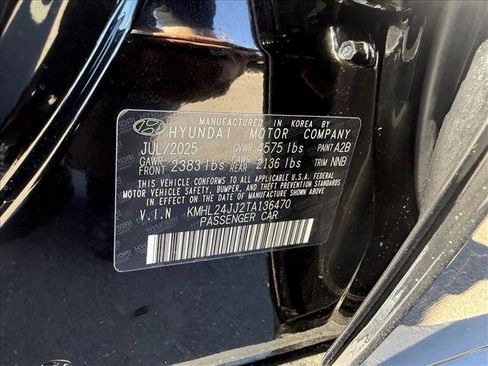 MANUFACTURED IN KOREA BY
HYUNDAI MOTOR COMPANY
JUL/2025 GVWR 4575 lbs PAINT A2B
GAWR FRONT 2383 lbs GAWR REAR 2136 lbs TRIM NNB
THIS VEHICLE CONFORMS TO ALL APPLICABLE U.S.A. FEDERAL
MOTOR VEHICLE SAFETY, BUMPER, AND THEFT PREVENTION STANDARDS
IN EFFECT ON THE DATE OF MANUFACTURE SHOWN ABOVE.
V.I.N KMHL24JJ2TA136470
PASSENGER CAR